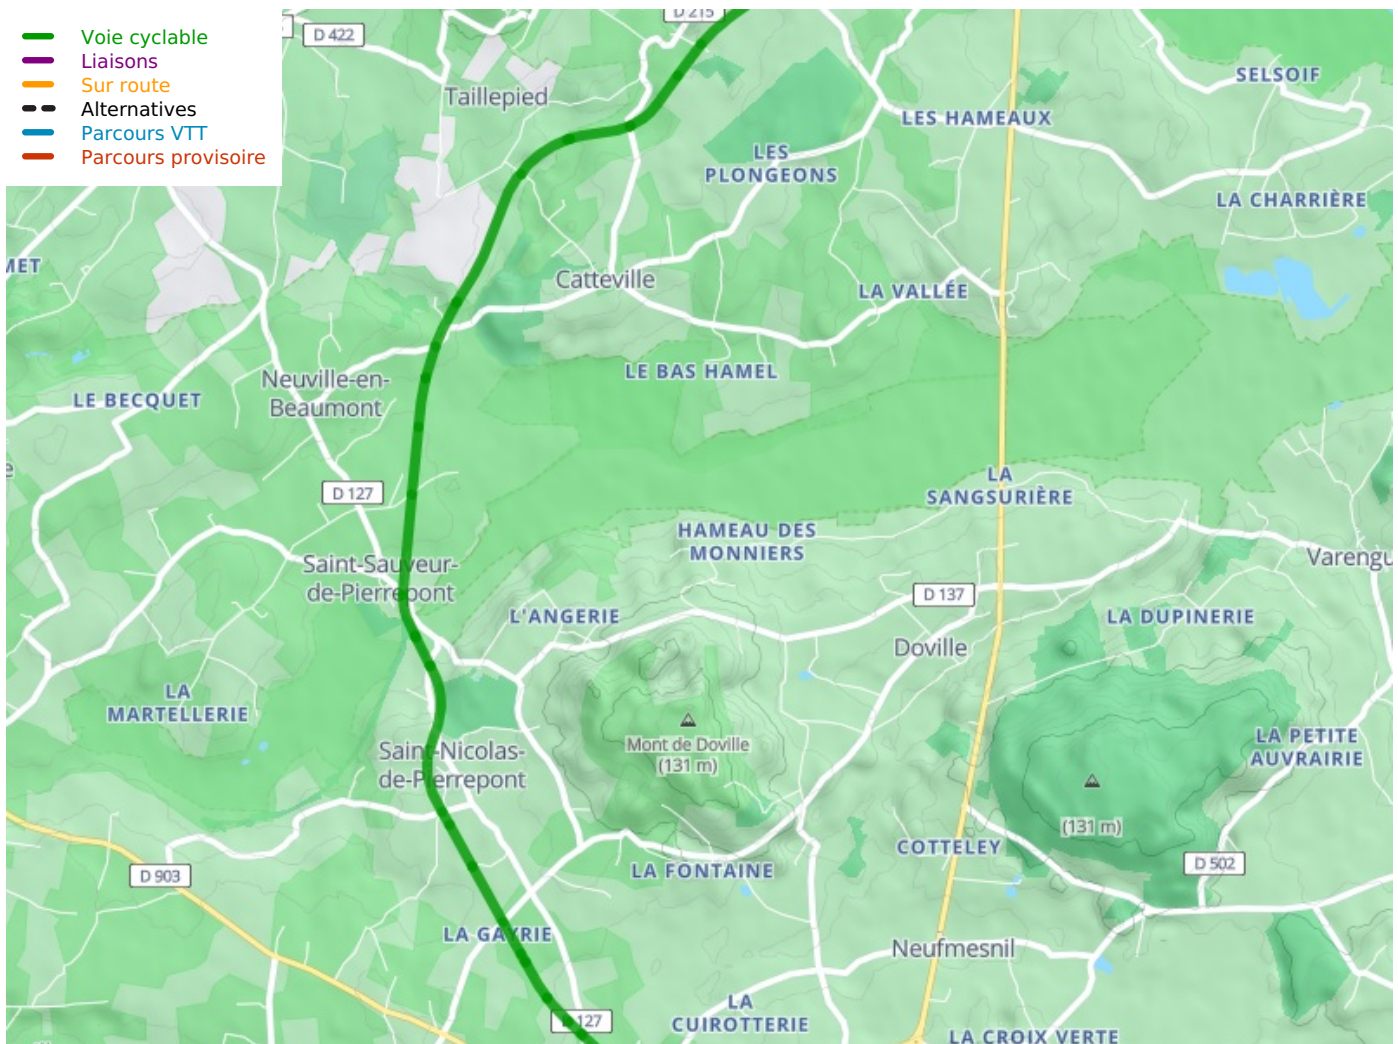 Voie cyclable
Liaisons
Sur route
Alternatives
Parcours VTT
Parcours provisoire
D 215
D 422
SELSOIF
Taillepied
LES HAMEAUX
LES
PLONGEONS
LA CHARRIÈRE
MET
Catteville
LA VALLÉE
LE BAS HAMEL
Neuville-en-
Beaumont
LE BECQUET
e
D 127
LA
SANGSURIÈRE
HAMEAU DES
MONNIERS
Varengu
Saint-Sauveur-
de-Pierrepont
D 137
L'ANGERIE
LA DUPINERIE
Doville
LA
MARTELLERIE
Mont de Doville
(131 m)
LA PETITE
AUVRAIRIE
Saint-Nicolas-
de-Pierrepont
(131 m)
COTTELEY
D 502
LA FONTAINE
D 903
LA GAYRIE
Neufmesnil
LA
CUIROTTERIE
127
LA CROIX VERTE